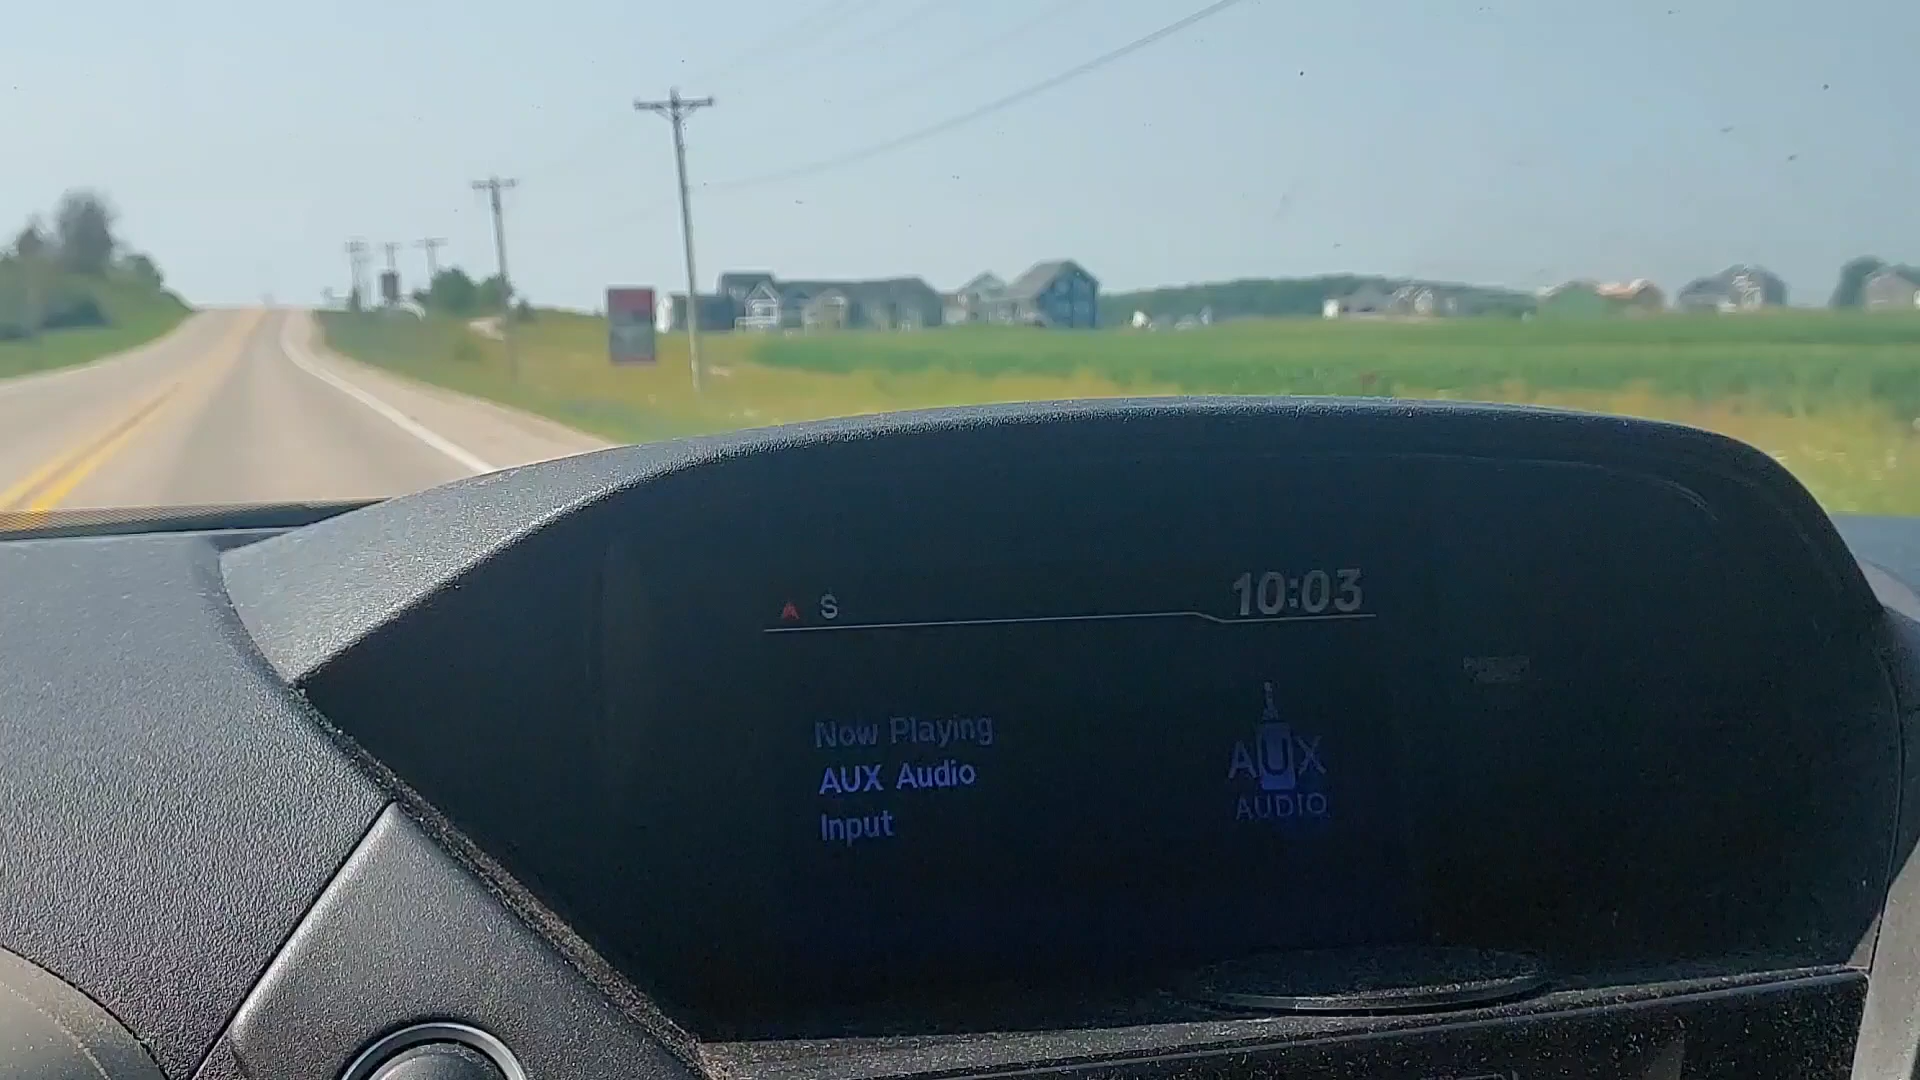 S
10:03
Now Playing
AUX Audio
Input
AUX
AUDIO